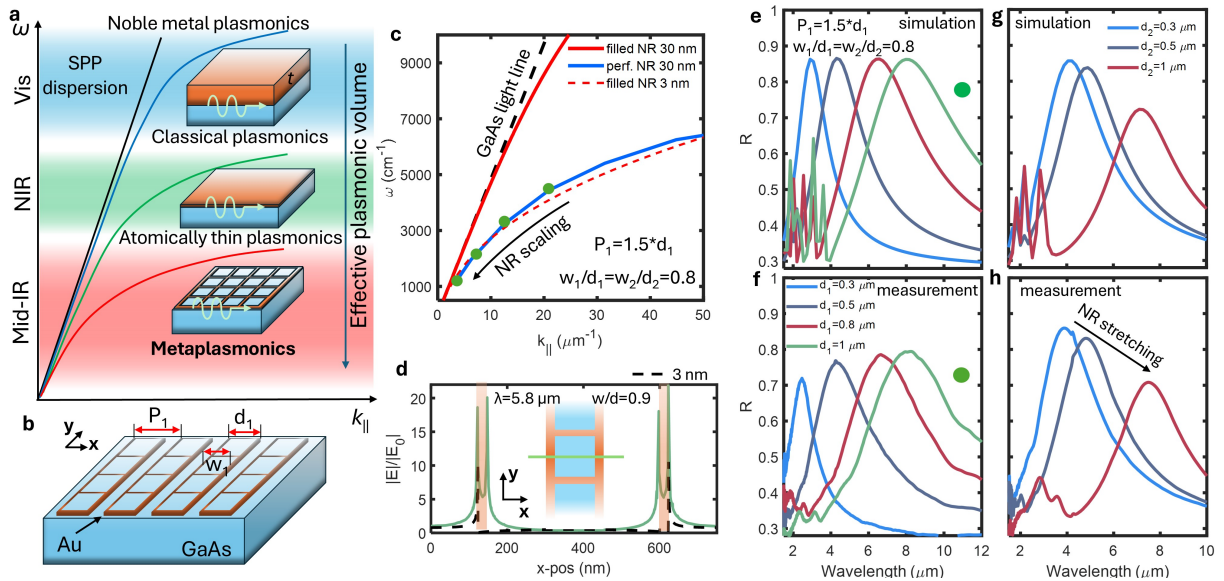 a
ω
Noble metal plasmonics
Vis
SPP
dispersion
t
Classical plasmonics
NIR
Atomically thin plasmonics
Mid-IR
Metaplasmonics
Effective plasmonic volume
k||
b
y
x
P1
d1
w1
Au
GaAs
c
9000
7000
5000
3000
1000
ω (cm-1)
GaAs light line
filled NR 30 nm
perf. NR 30 nm
filled NR 3 nm
NR scaling
P1=1.5*d1
w1/d1=w2/d2=0.8
0 10 20 30 40 50
k|| (μm-1)
d
3 nm
20
15
10
5
0
|E|/|E0|
λ=5.8 μm
w/d=0.9
y
x
0 200 400 600
x-pos (nm)
e
P1=1.5*d1
simulation
w1/d1=w2/d2=0.8
1
0.9
0.8
0.7
0.6
0.5
0.4
0.3
R
f
measurement
d1=0.3 μm
d1=0.5 μm
d1=0.8 μm
d1=1 μm
0.9
0.8
0.7
0.6
0.5
0.4
0.3
R
2 4 6 8 10 12
Wavelength (μm)
g
simulation
d2=0.3 μm
d2=0.5 μm
d2=1 μm
h
measurement
NR stretching
2 4 6 8 10
Wavelength (μm)